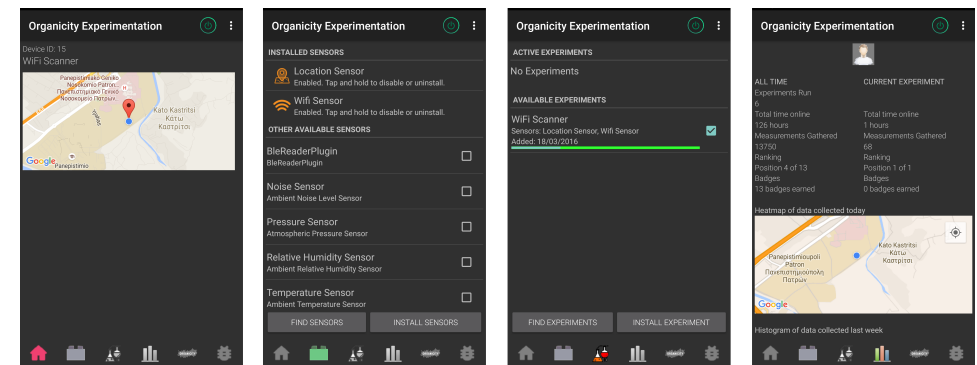 Organicity Experimentation
Device ID: 15
WiFi Scanner
Panepistimiako Geniko
Nosokomio Patron...
Πανεπιστημιακό Γενικό
Νοσοκομείο Πατρών...
Kato Kastritsi
Κάτω
Καστρίτσι
Google
Panepistimio
Organicity Experimentation
INSTALLED SENSORS
Location Sensor
Enabled. Tap and hold to disable or uninstall.
Wifi Sensor
Enabled. Tap and hold to disable or uninstall.
OTHER AVAILABLE SENSORS
BleReaderPlugin
BleReaderPlugin
Noise Sensor
Ambient Noise Level Sensor
Pressure Sensor
Atmospheric Pressure Sensor
Relative Humidity Sensor
Ambient Relative Humidity Sensor
Temperature Sensor
Ambient Temperature Sensor
FIND SENSORS
INSTALL SENSORS
Organicity Experimentation
ACTIVE EXPERIMENTS
No Experiments
AVAILABLE EXPERIMENTS
WiFi Scanner
Sensors: Location Sensor, Wifi Sensor
Added: 18/03/2016
FIND EXPERIMENTS
INSTALL EXPERIMENT
Organicity Experimentation
ALL TIME
Experiments Run
6
Total time online
126 hours
Measurements Gathered
13750
Ranking
Position 4 of 13
Badges
13 badges earned
CURRENT EXPERIMENT
Total time online
1 hours
Measurements Gathered
68
Ranking
Position 1 of 1
Badges
0 badges earned
Heatmap of data collected today
Kato Kastritsi
Κάτω
Καστρίτσι
Panepistimioupoli
Patron
Πανεπιστημιούπολη
Πατρών
Google
Histogram of data collected last week